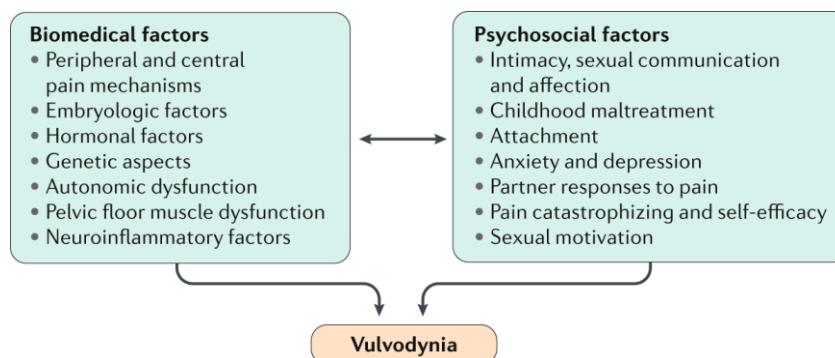 Biomedical factors
• Peripheral and central
pain mechanisms
• Embryologic factors
• Hormonal factors
• Genetic aspects
• Autonomic dysfunction
• Pelvic floor muscle dysfunction
• Neuroinflammatory factors
Psychosocial factors
• Intimacy, sexual communication
and affection
• Childhood maltreatment
• Attachment
• Anxiety and depression
• Partner responses to pain
• Pain catastrophizing and self-efficacy
• Sexual motivation
Vulvodynia